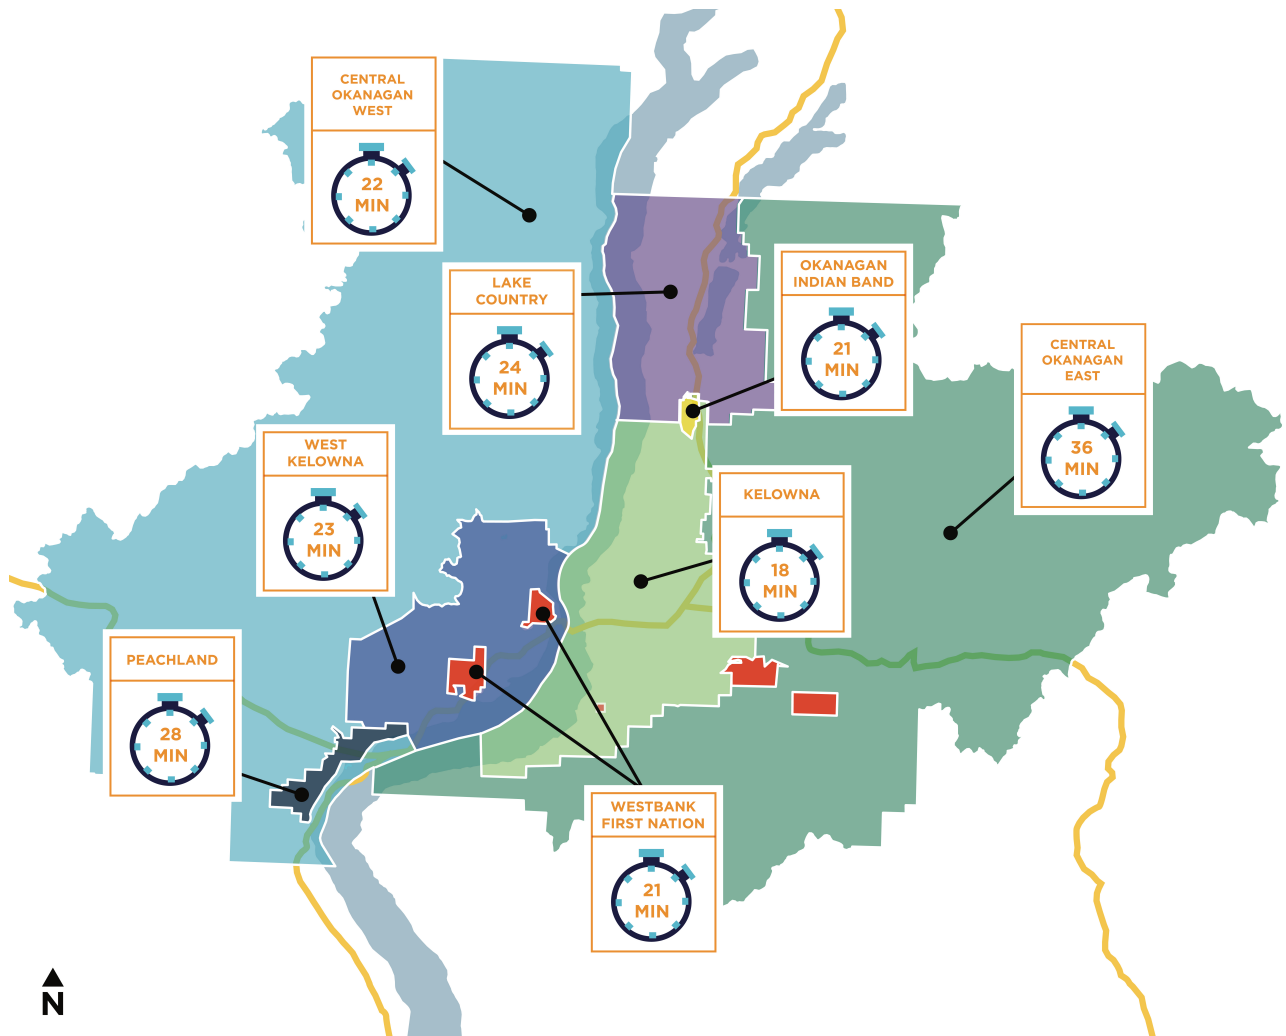 CENTRAL
OKANAGAN
WEST
22
MIN
LAKE
COUNTRY
24
MIN
OKANAGAN
INDIAN BAND
21
MIN
CENTRAL
OKANAGAN
EAST
36
MIN
WEST
KELOWNA
23
MIN
KELOWNA
18
MIN
PEACHLAND
28
MIN
WESTBANK
FIRST NATION
21
MIN
N